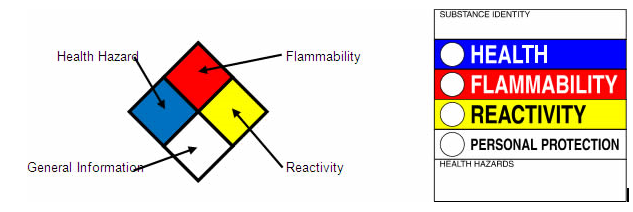 Health Hazard
Flammability
General Information
Reactivity
SUBSTANCE IDENTITY
HEALTH
FLAMMABILITY
REACTIVITY
PERSONAL PROTECTION
HEALTH HAZARDS